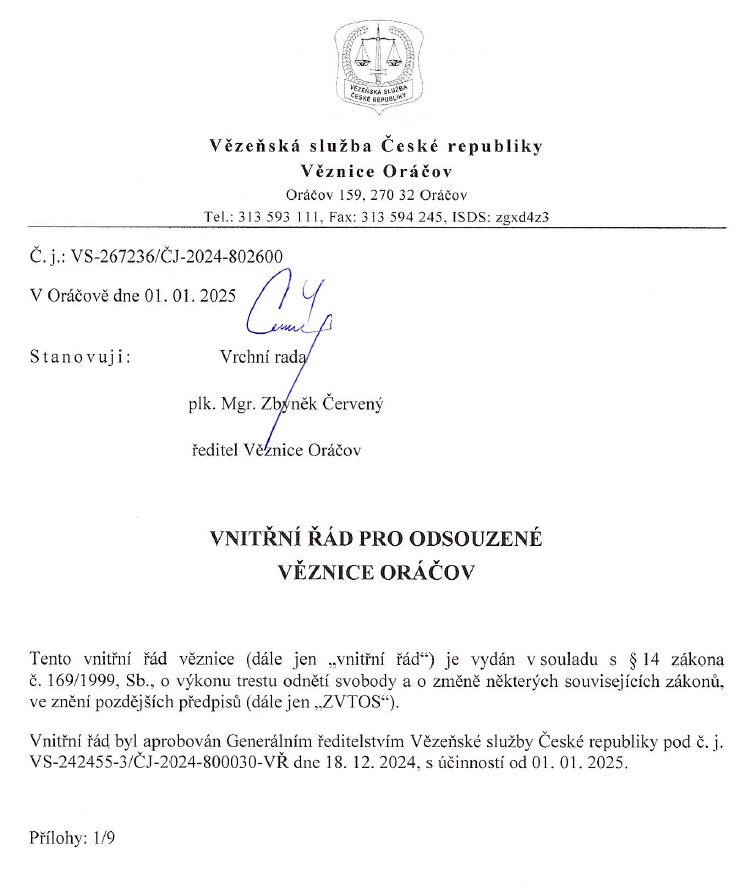 VĚZEŇSKÁ SLUŽBA
ČESKÉ REPUBLIKY
Vězeňská služba České republiky
Věznice Oráčov
Oráčov 159, 270 32 Oráčov
Tel.: 313 593 111, Fax: 313 594 245, ISDS: zgxd4z3
Č. j.: VS-267236/ČJ-2024-802600
V Oráčově dne 01. 01. 2025
Stanovuji: Vrchní rada
plk. Mgr. Zbyněk Červený
ředitel Věznice Oráčov
VNITŘNÍ ŘÁD PRO ODSOUZENÉ
VĚZNICE ORÁČOV
Tento vnitřní řád věznice (dále jen „vnitřní řád“) je vydán v souladu s § 14 zákona
č. 169/1999, Sb., o výkonu trestu odnětí svobody a o změně některých souvisejících zákonů,
ve znění pozdějších předpisů (dále jen „ZVTOS“).
Vnitřní řád byl aprobován Generálním ředitelstvím Vězeňské služby České republiky pod č. j.
VS-242455-3/ČJ-2024-800030-VŘ dne 18. 12. 2024, s účinností od 01. 01. 2025.
Přílohy: 1/9